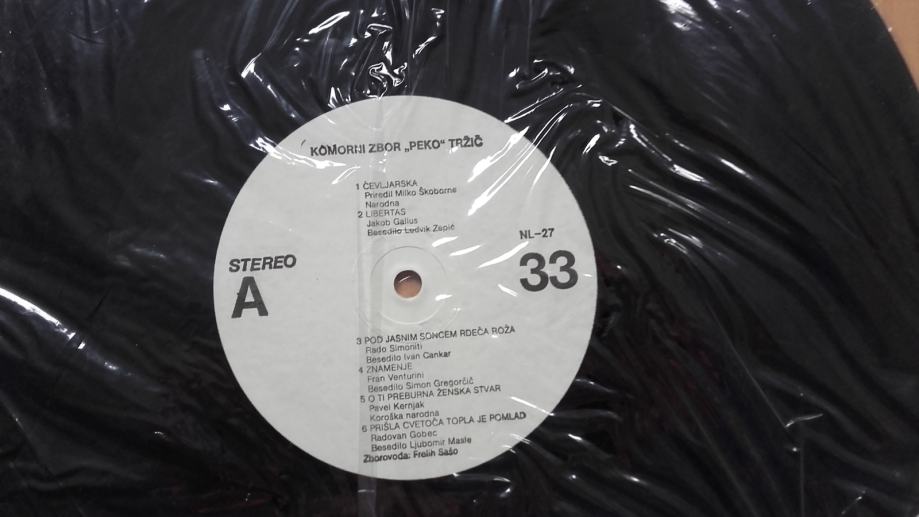 KOMORNI ZBOR „PEKO“ TRŽIČ
1 ČEVLJARSKA
Priredil Milko Škoborne
Narodna
2 LIBERTAS
Jakob Gallus
Besedilo Ludvik Zepič
NL-27
STEREO
33
A
3 POD JASNIM SONCEM RDEČA ROŽA
Rado Simoniti
Besedilo Ivan Cankar
4 ZNAMENJE
Fran Venturini
Besedilo Simon Gregorčič
5 O TI PREBURNA ŽENSKA STVAR
Pavel Kernjak
Koroška narodna
6 PRIŠLA CVETOČA TOPLA JE POMLAD
Radovan Gobec
Besedilo Ljubomir Masle
Zborovoda: Frelih Sašo